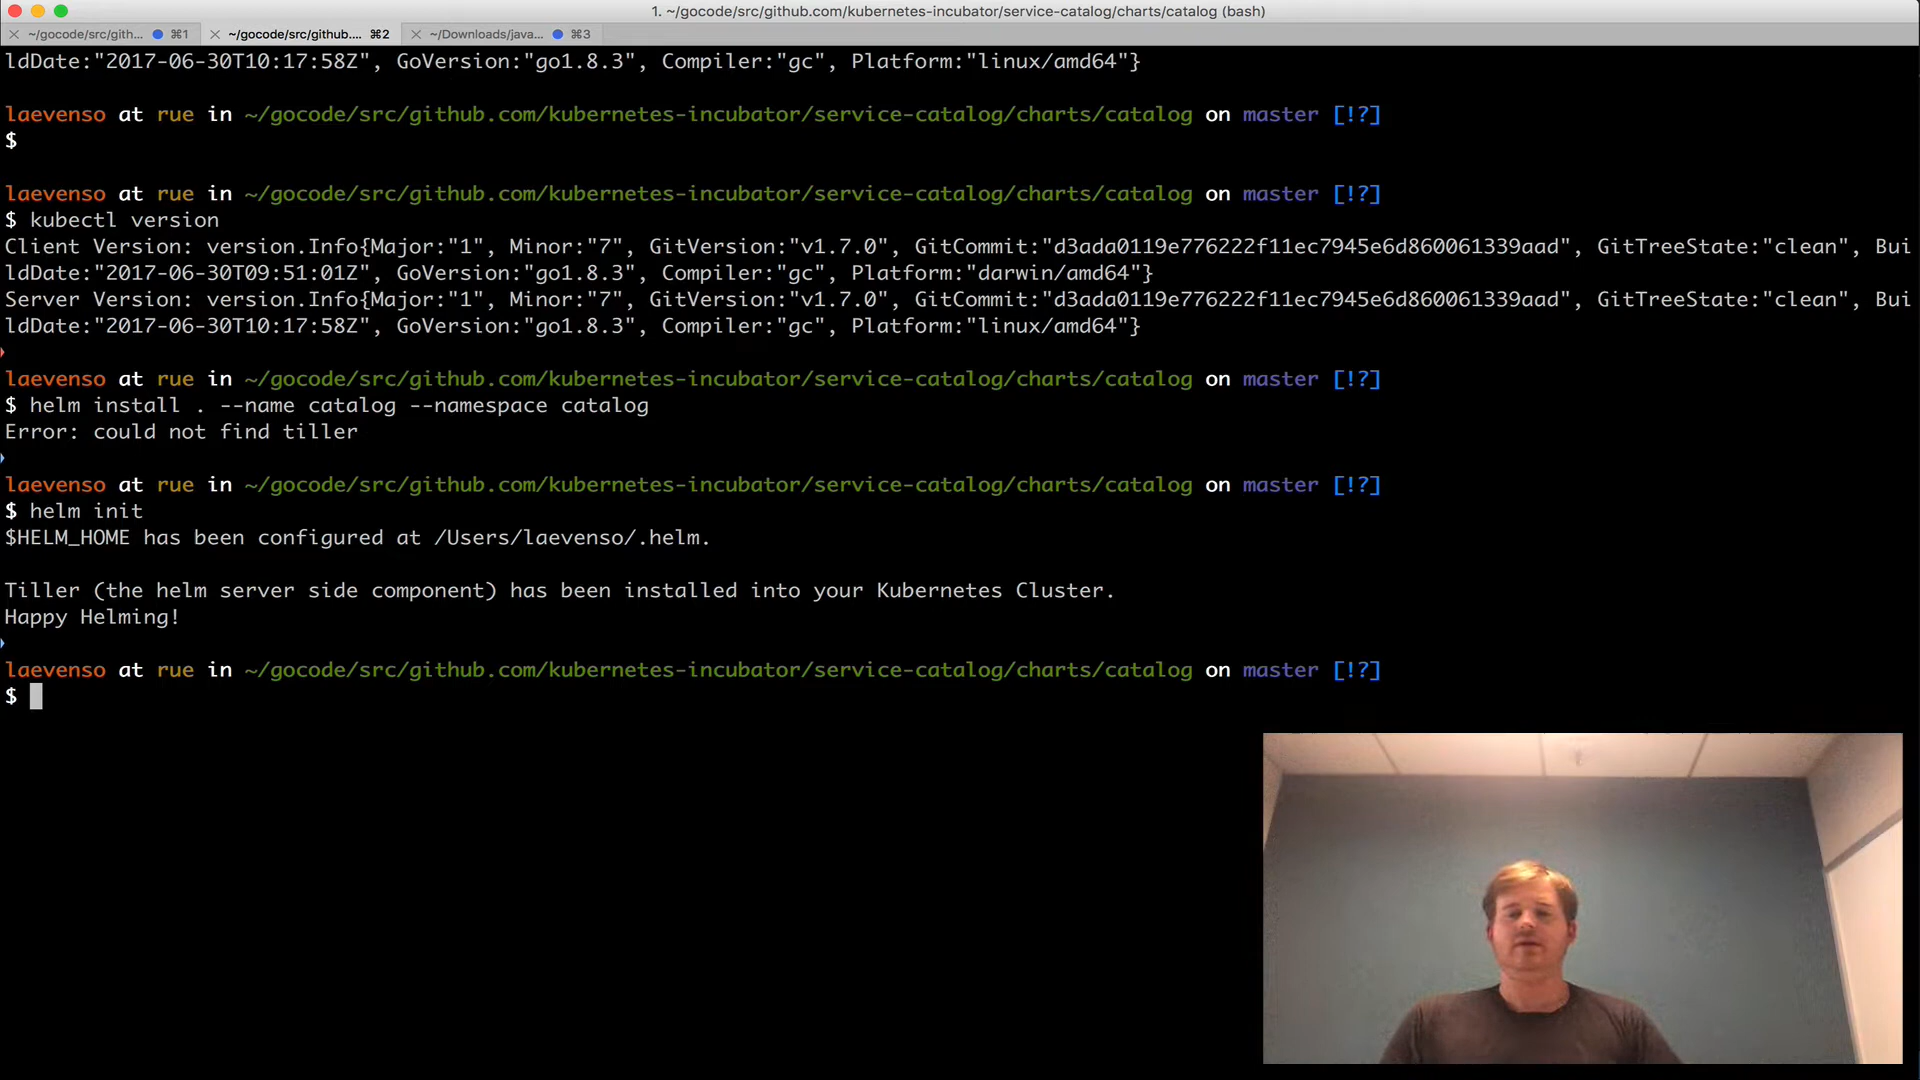 1. ~/gocode/src/github.com/kubernetes-incubator/service-catalog/charts/catalog (bash)
~/gocode/src/gith... ⌘1 ~/gocode/src/github.... ⌘2 ~/Downloads/java... ⌘3
ldDate:"2017-06-30T10:17:58Z", GoVersion:"go1.8.3", Compiler:"gc", Platform:"linux/amd64"}
laevenso at rue in ~/gocode/src/github.com/kubernetes-incubator/service-catalog/charts/catalog on master [!?]
$
laevenso at rue in ~/gocode/src/github.com/kubernetes-incubator/service-catalog/charts/catalog on master [!?]
$ kubectl version
Client Version: version.Info{Major:"1", Minor:"7", GitVersion:"v1.7.0", GitCommit:"d3ada0119e776222f11ec7945e6d860061339aad", GitTreeState:"clean", Bui
ldDate:"2017-06-30T09:51:01Z", GoVersion:"go1.8.3", Compiler:"gc", Platform:"darwin/amd64"}
Server Version: version.Info{Major:"1", Minor:"7", GitVersion:"v1.7.0", GitCommit:"d3ada0119e776222f11ec7945e6d860061339aad", GitTreeState:"clean", Bui
ldDate:"2017-06-30T10:17:58Z", GoVersion:"go1.8.3", Compiler:"gc", Platform:"linux/amd64"}
laevenso at rue in ~/gocode/src/github.com/kubernetes-incubator/service-catalog/charts/catalog on master [!?]
$ helm install . --name catalog --namespace catalog
Error: could not find tiller
laevenso at rue in ~/gocode/src/github.com/kubernetes-incubator/service-catalog/charts/catalog on master [!?]
$ helm init
$HELM_HOME has been configured at /Users/laevenso/.helm.
Tiller (the helm server side component) has been installed into your Kubernetes Cluster.
Happy Helming!
laevenso at rue in ~/gocode/src/github.com/kubernetes-incubator/service-catalog/charts/catalog on master [!?]
$